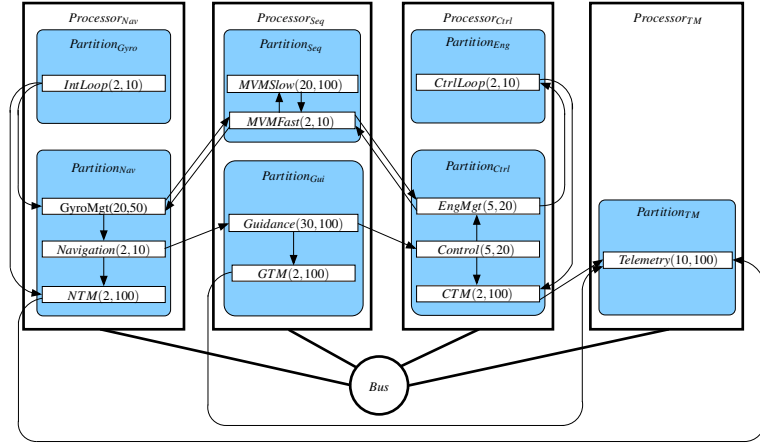 Processor_Nav
Partition_Gyro
IntLoop(2,10)
Partition_Nav
GyroMgt(20,50)
Navigation(2,10)
NTM(2,100)
Processor_Seq
Partition_Seq
MVMSlow(20,100)
MVMFast(2,10)
Partition_Gui
Guidance(30,100)
GTM(2,100)
Processor_Ctrl
Partition_Eng
CtrlLoop(2,10)
Partition_Ctrl
EngMgt(5,20)
Control(5,20)
CTM(2,100)
Processor_TM
Partition_TM
Telemetry(10,100)
Bus